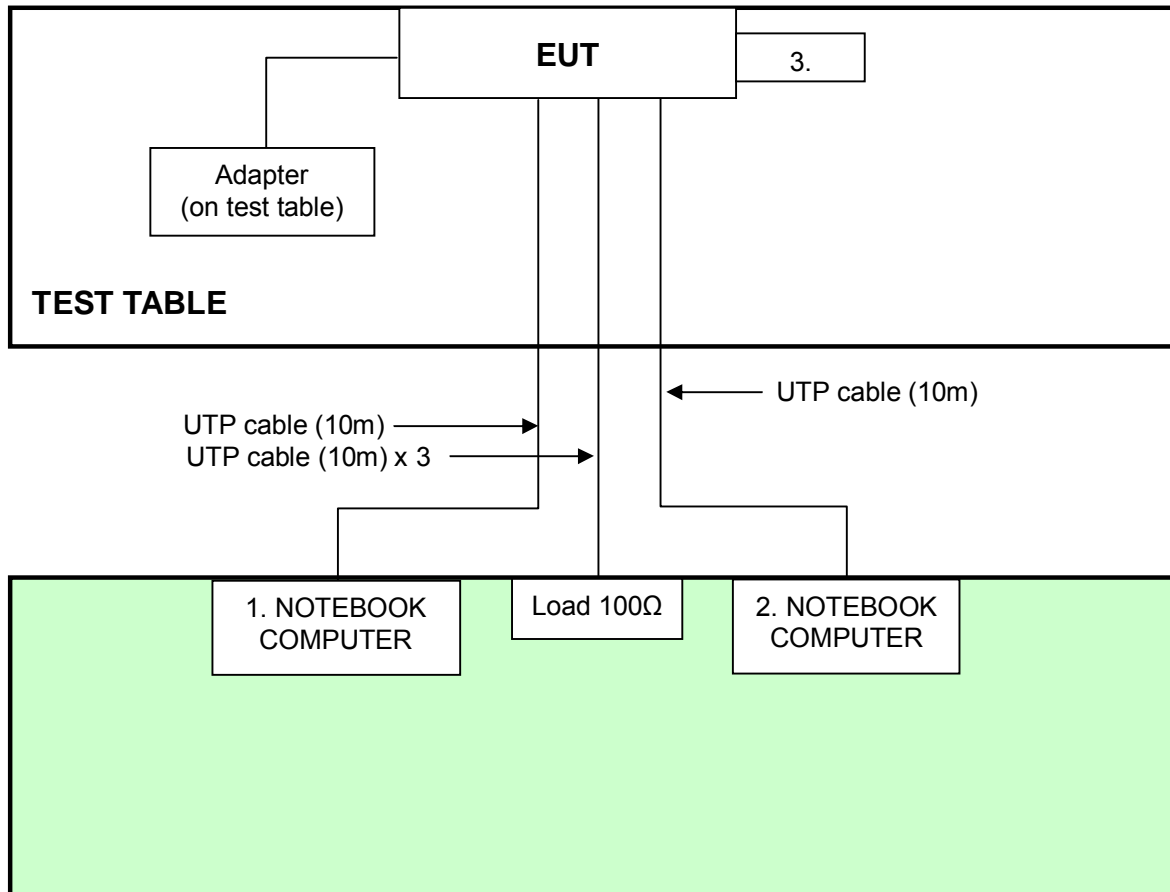 EUT
3.
Adapter
(on test table)
TEST TABLE
UTP cable (10m)
UTP cable (10m)
UTP cable (10m) x 3
1. NOTEBOOK
COMPUTER
Load 100Ω
2. NOTEBOOK
COMPUTER